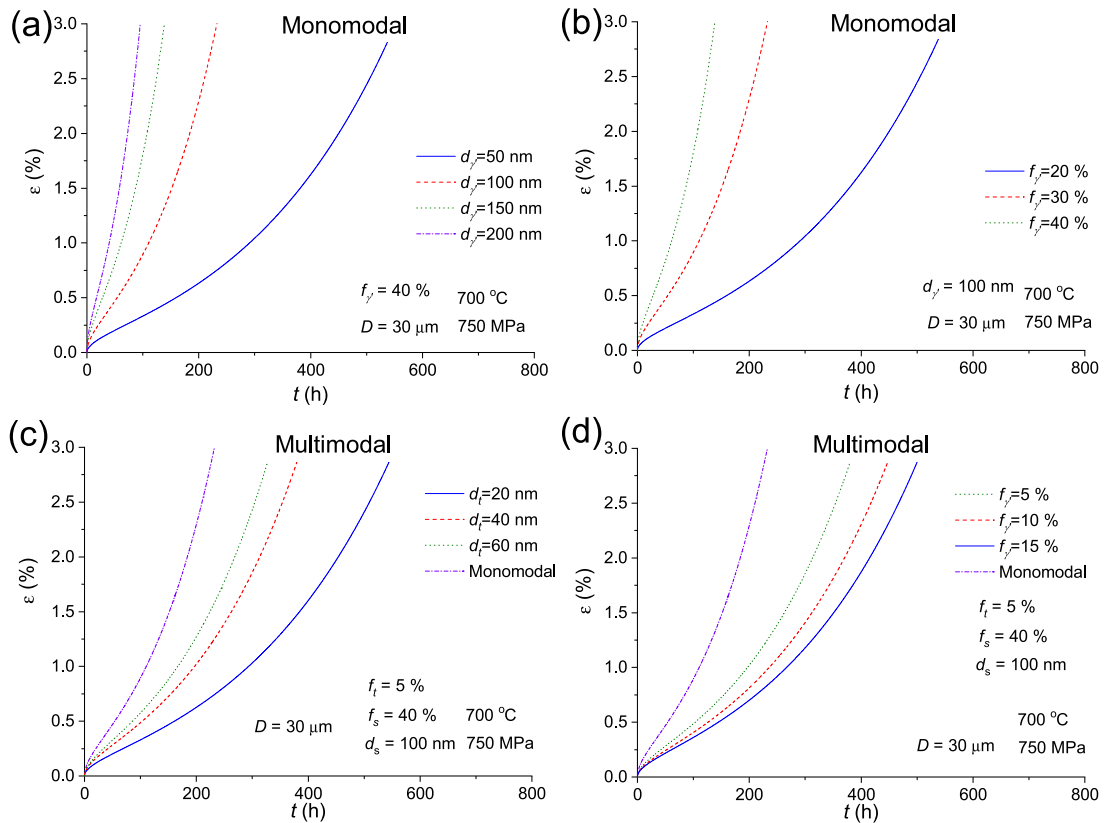 (a)
Monomodal
3.0
2.5
2.0
1.5
1.0
0.5
0.0
ε (%)
dγ'=50 nm
dγ'=100 nm
dγ'=150 nm
dγ'=200 nm
fγ' = 40 %
700 °C
D = 30 μm
750 MPa
0
200
400
600
800
t (h)
(b)
Monomodal
3.0
2.5
2.0
1.5
1.0
0.5
0.0
ε (%)
fγ'=20 %
fγ'=30 %
fγ'=40 %
dγ' = 100 nm
700 °C
D = 30 μm
750 MPa
0
200
400
600
800
t (h)
(c)
Multimodal
3.0
2.5
2.0
1.5
1.0
0.5
0.0
ε (%)
dt=20 nm
dt=40 nm
dt=60 nm
Monomodal
ft = 5 %
fs = 40 %
700 °C
D = 30 μm
ds = 100 nm
750 MPa
0
200
400
600
800
t (h)
(d)
Multimodal
3.0
2.5
2.0
1.5
1.0
0.5
0.0
ε (%)
fγ'=5 %
fγ'=10 %
fγ'=15 %
Monomodal
ft = 5 %
fs = 40 %
ds = 100 nm
700 °C
D = 30 μm
750 MPa
0
200
400
600
800
t (h)